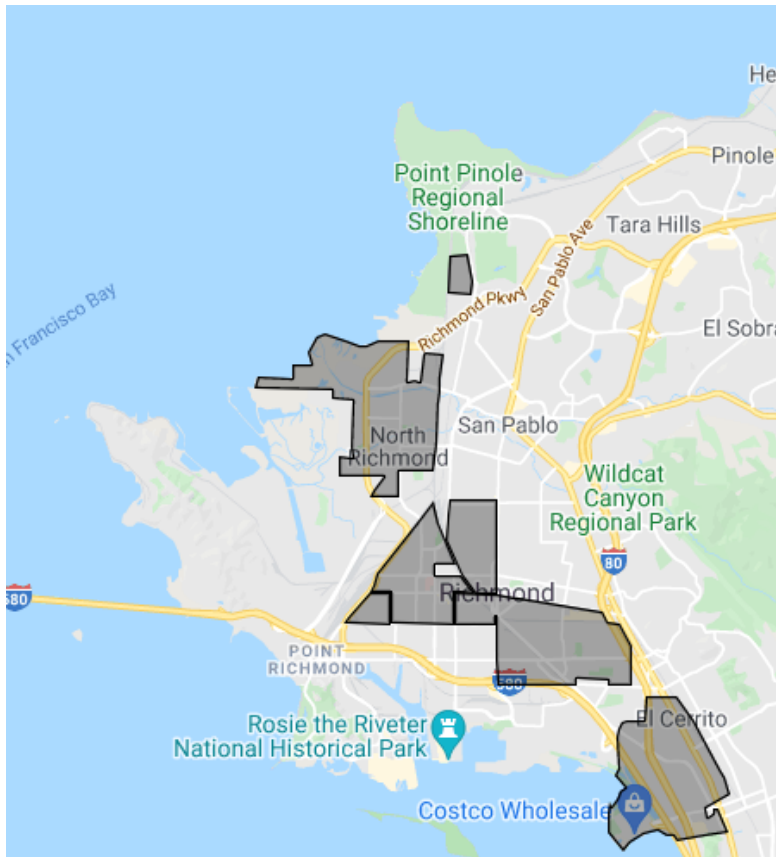 He
Pinole
Point Pinole
Regional
Shoreline
Tara Hills
San Pablo Ave
Richmond Pkwy
n Francisco Bay
El Sobra
San Pablo
North
Richmond
Wildcat
Canyon
Regional Park
80
Richmond
580
POINT
RICHMOND
580
El Cerrito
Rosie the Riveter
National Historical Park
Costco Wholesale